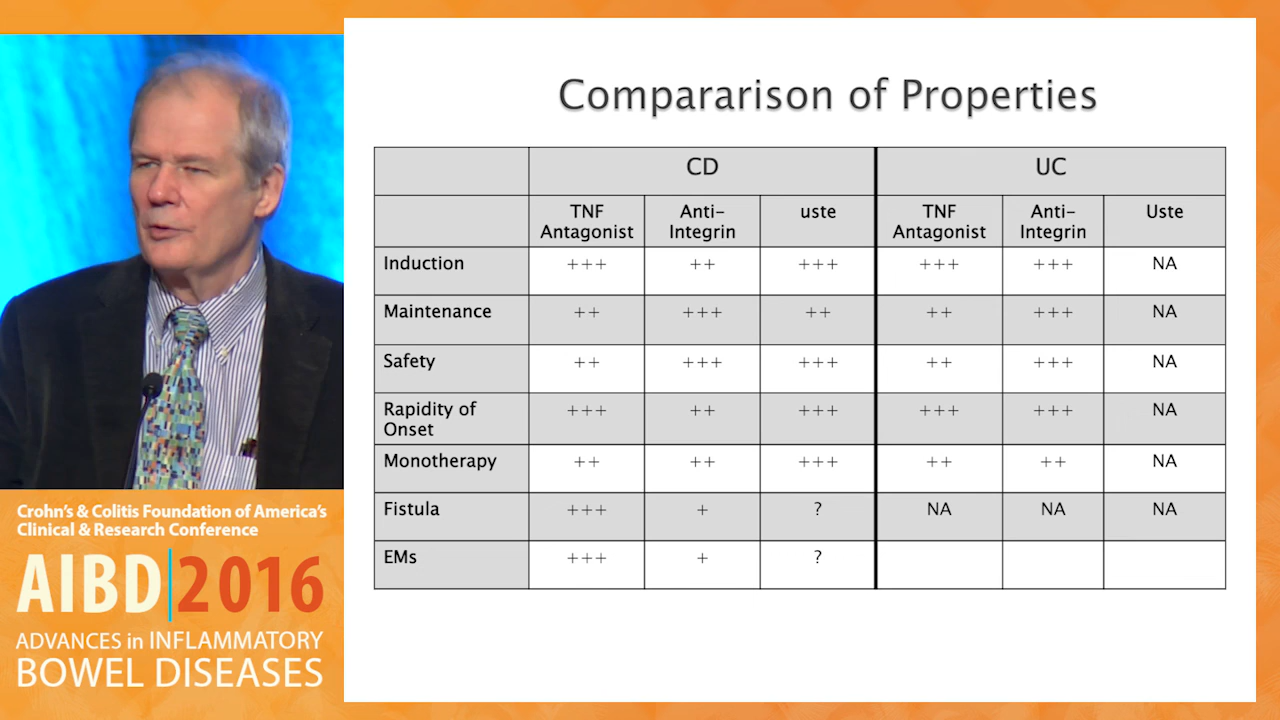 Compararison of Properties
CD UC
TNF Antagonist Anti-Integrin uste TNF Antagonist Anti-Integrin Uste
Induction +++ ++ +++ +++ +++ NA
Maintenance ++ +++ ++ ++ +++ NA
Safety ++ +++ +++ ++ +++ NA
Rapidity of Onset +++ ++ +++ +++ +++ NA
Monotherapy ++ ++ +++ ++ ++ NA
Fistula +++ + ? NA NA NA
EMs +++ + ?
Crohn's & Colitis Foundation of America's
Clinical & Research Conference
AIBD|2016
ADVANCES in INFLAMMATORY
BOWEL DISEASES